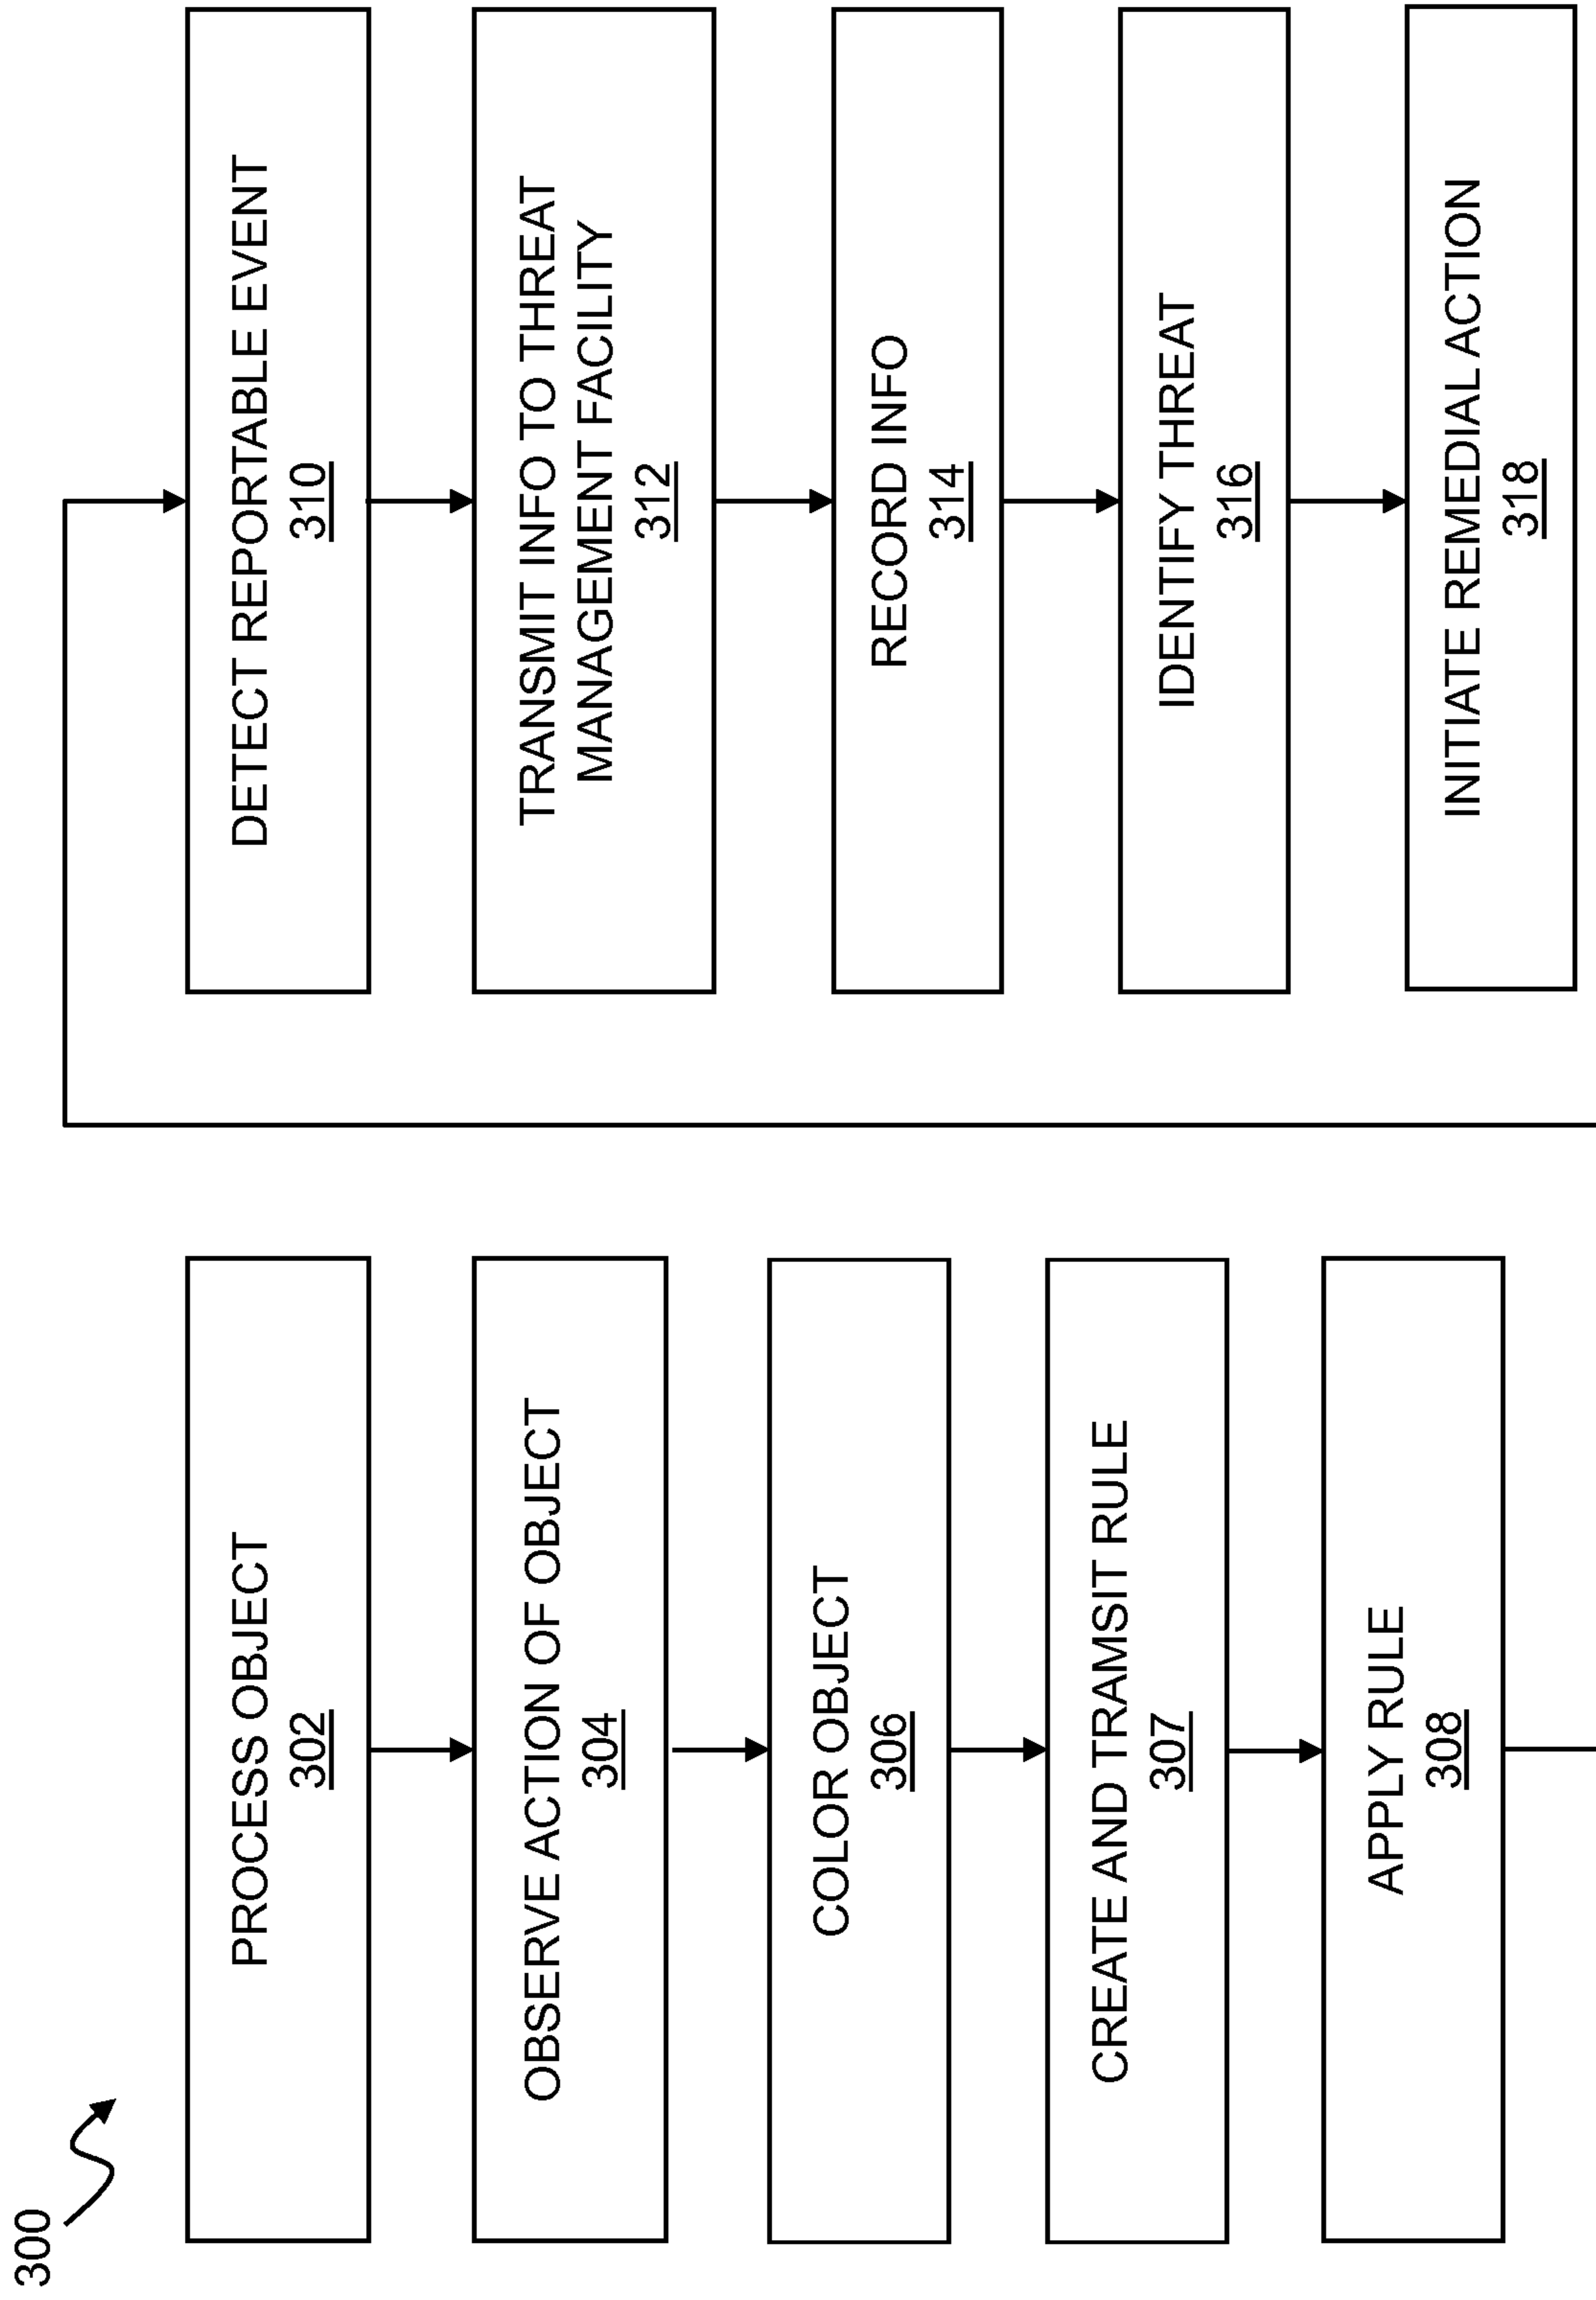 300
PROCESS OBJECT
302
OBSERVE ACTION OF OBJECT
304
COLOR OBJECT
306
CREATE AND TRAMSIT RULE
307
APPLY RULE
308
DETECT REPORTABLE EVENT
310
TRANSMIT INFO TO THREAT
MANAGEMENT FACILITY
312
RECORD INFO
314
IDENTIFY THREAT
316
INITIATE REMEDIAL ACTION
318